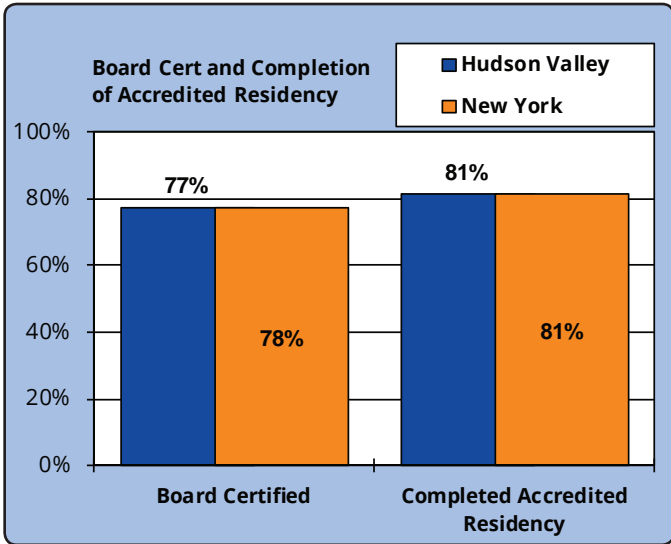 Board Cert and Completion
of Accredited Residency
Hudson Valley
New York
100%
80%
60%
40%
20%
0%
77%
78%
81%
81%
Board Certified
Completed Accredited
Residency